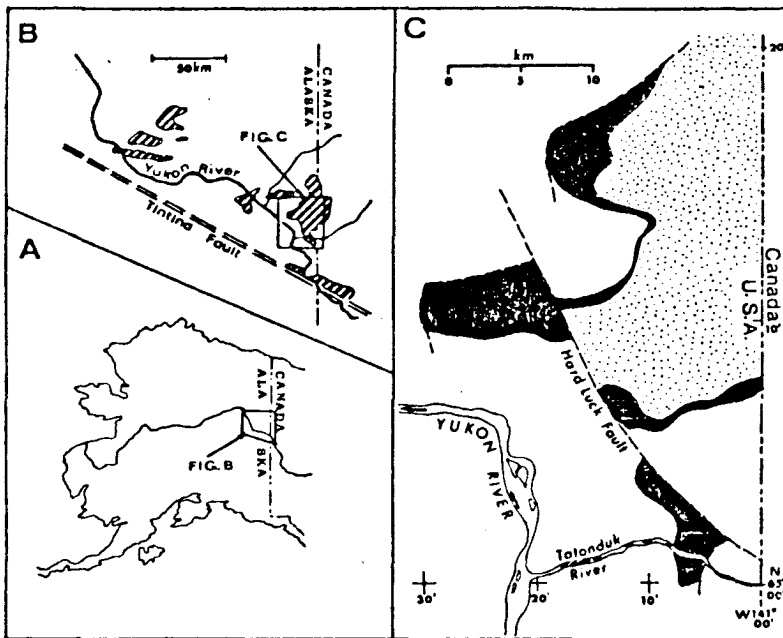 B
50km
CANADA
ALASKA
FIG. C
Yukon River
Tintina Fault
A
CANADA
ALA
SKA
FIG. B
C
km
0 5 10
20'
Canada
U.S.A
10'
Hard Luck Fault
YUKON
RIVER
Tatonduk
River
30'
20'
10'
N
65°
00'
W141°
00'